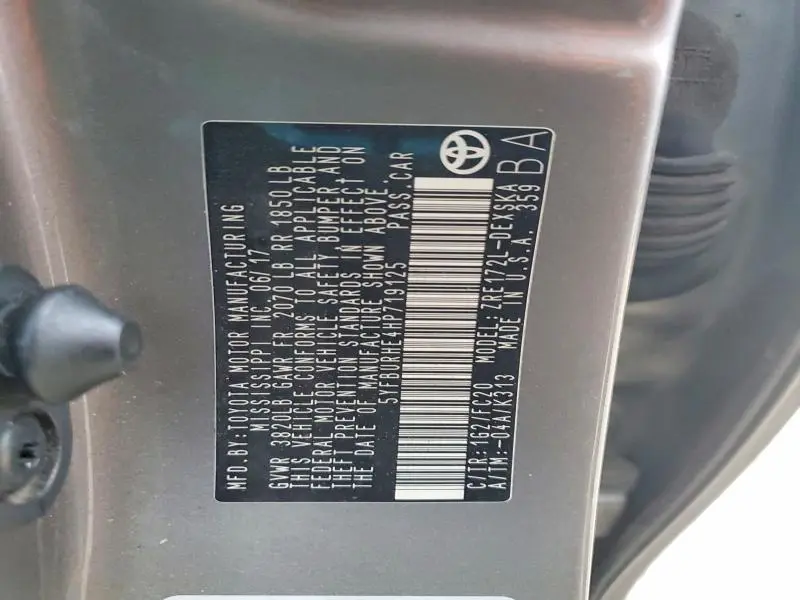 MFD. BY: TOYOTA MOTOR MANUFACTURING
MISSISSIPPI INC. 06/17
GVWR 3820LB GAWR FR 2070 LB RR 1850LB
THIS VEHICLE CONFORMS TO ALL APPLICABLE
FEDERAL MOTOR VEHICLE SAFETY BUMPER AND
THEFT PREVENTION STANDARDS IN EFFECT ON
THE DATE OF MANUFACTURE SHOWN ABOVE.
5YFBURHE4HP719125 PASS. CAR
C/TR: 1G2/FC20 MODEL: ZRE172L-DEXSKA
A/TM: -04A/K313 MADE IN U.S.A. 359
BA